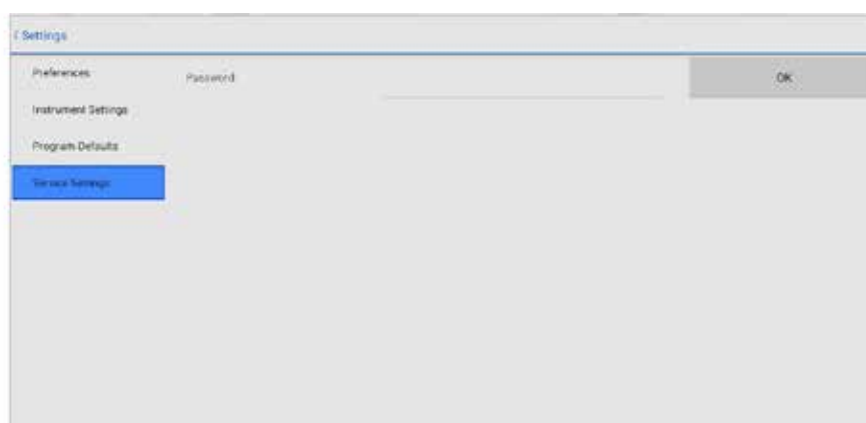 ‹ Settings
Preferences
Password
OK
Instrument Settings
Program Defaults
Service Settings